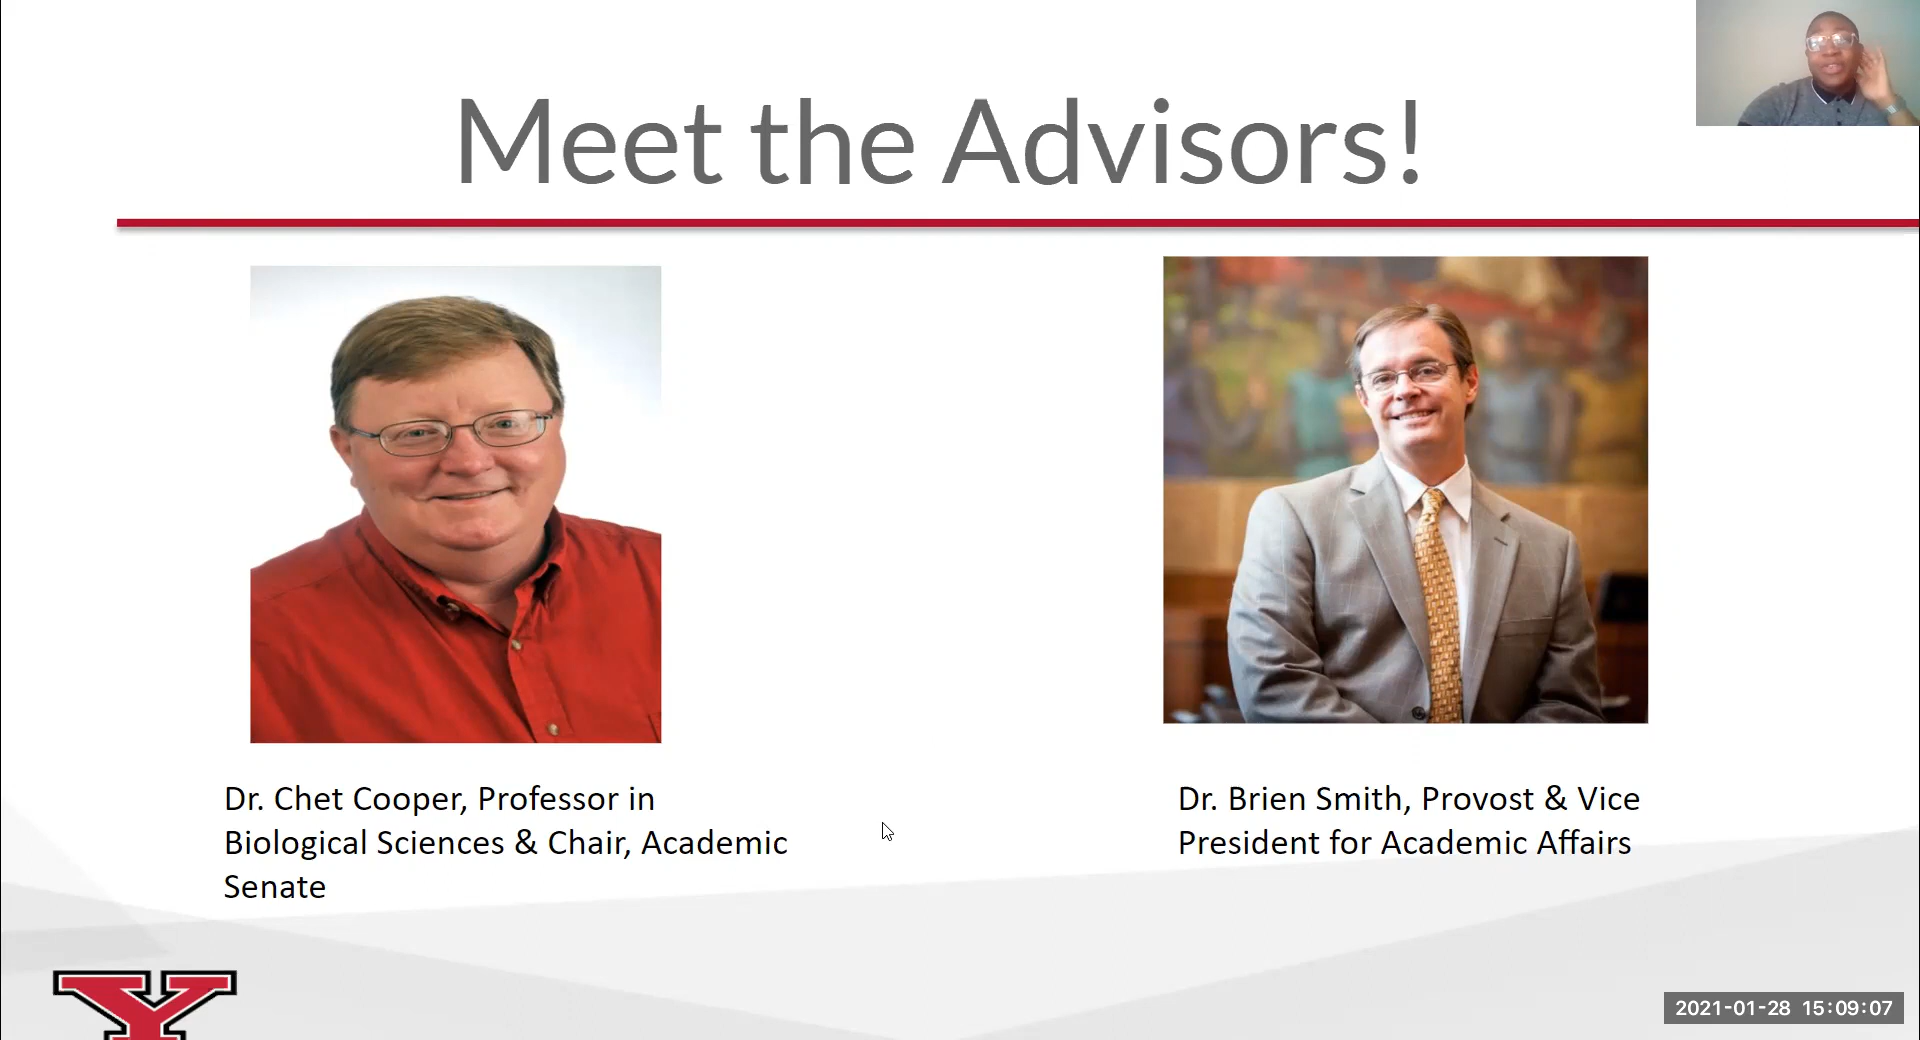 Meet the Advisors!
Dr. Chet Cooper, Professor in
Biological Sciences & Chair, Academic
Senate
Dr. Brien Smith, Provost & Vice
President for Academic Affairs
Y
2021-01-28 15:09:07